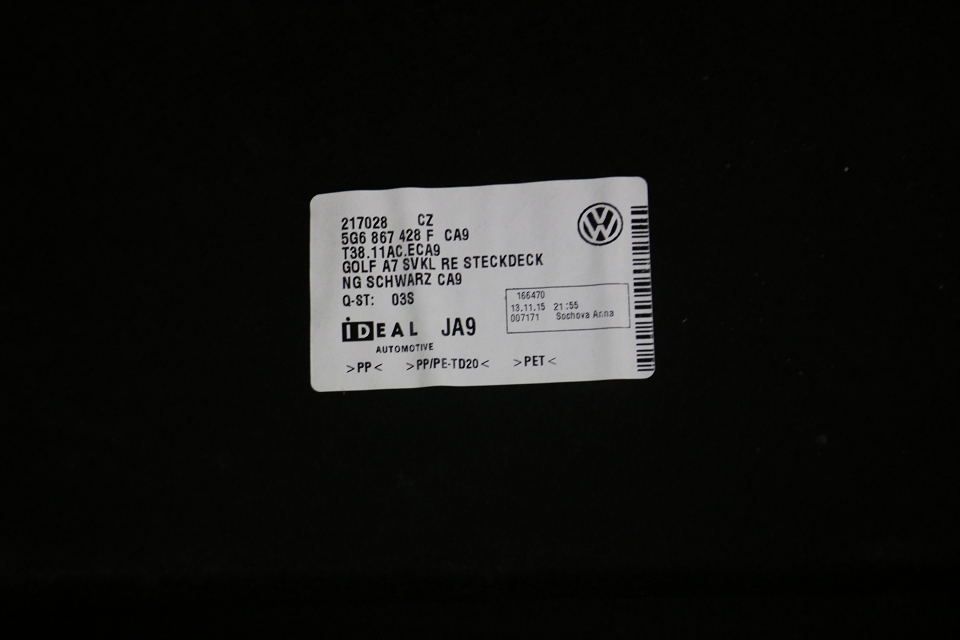 217028 CZ
5G6 867 428 F CA9
T38.11AC.ECA9
GOLF A7 SVKL RE STECKDECK
NG SCHWARZ CA9
Q-ST: 03S
iDEAL JA9
AUTOMOTIVE
>PP< >PP/PE-TD20< >PET<
166470
13.11.15 21:55
007171 Sochova Anna
VW